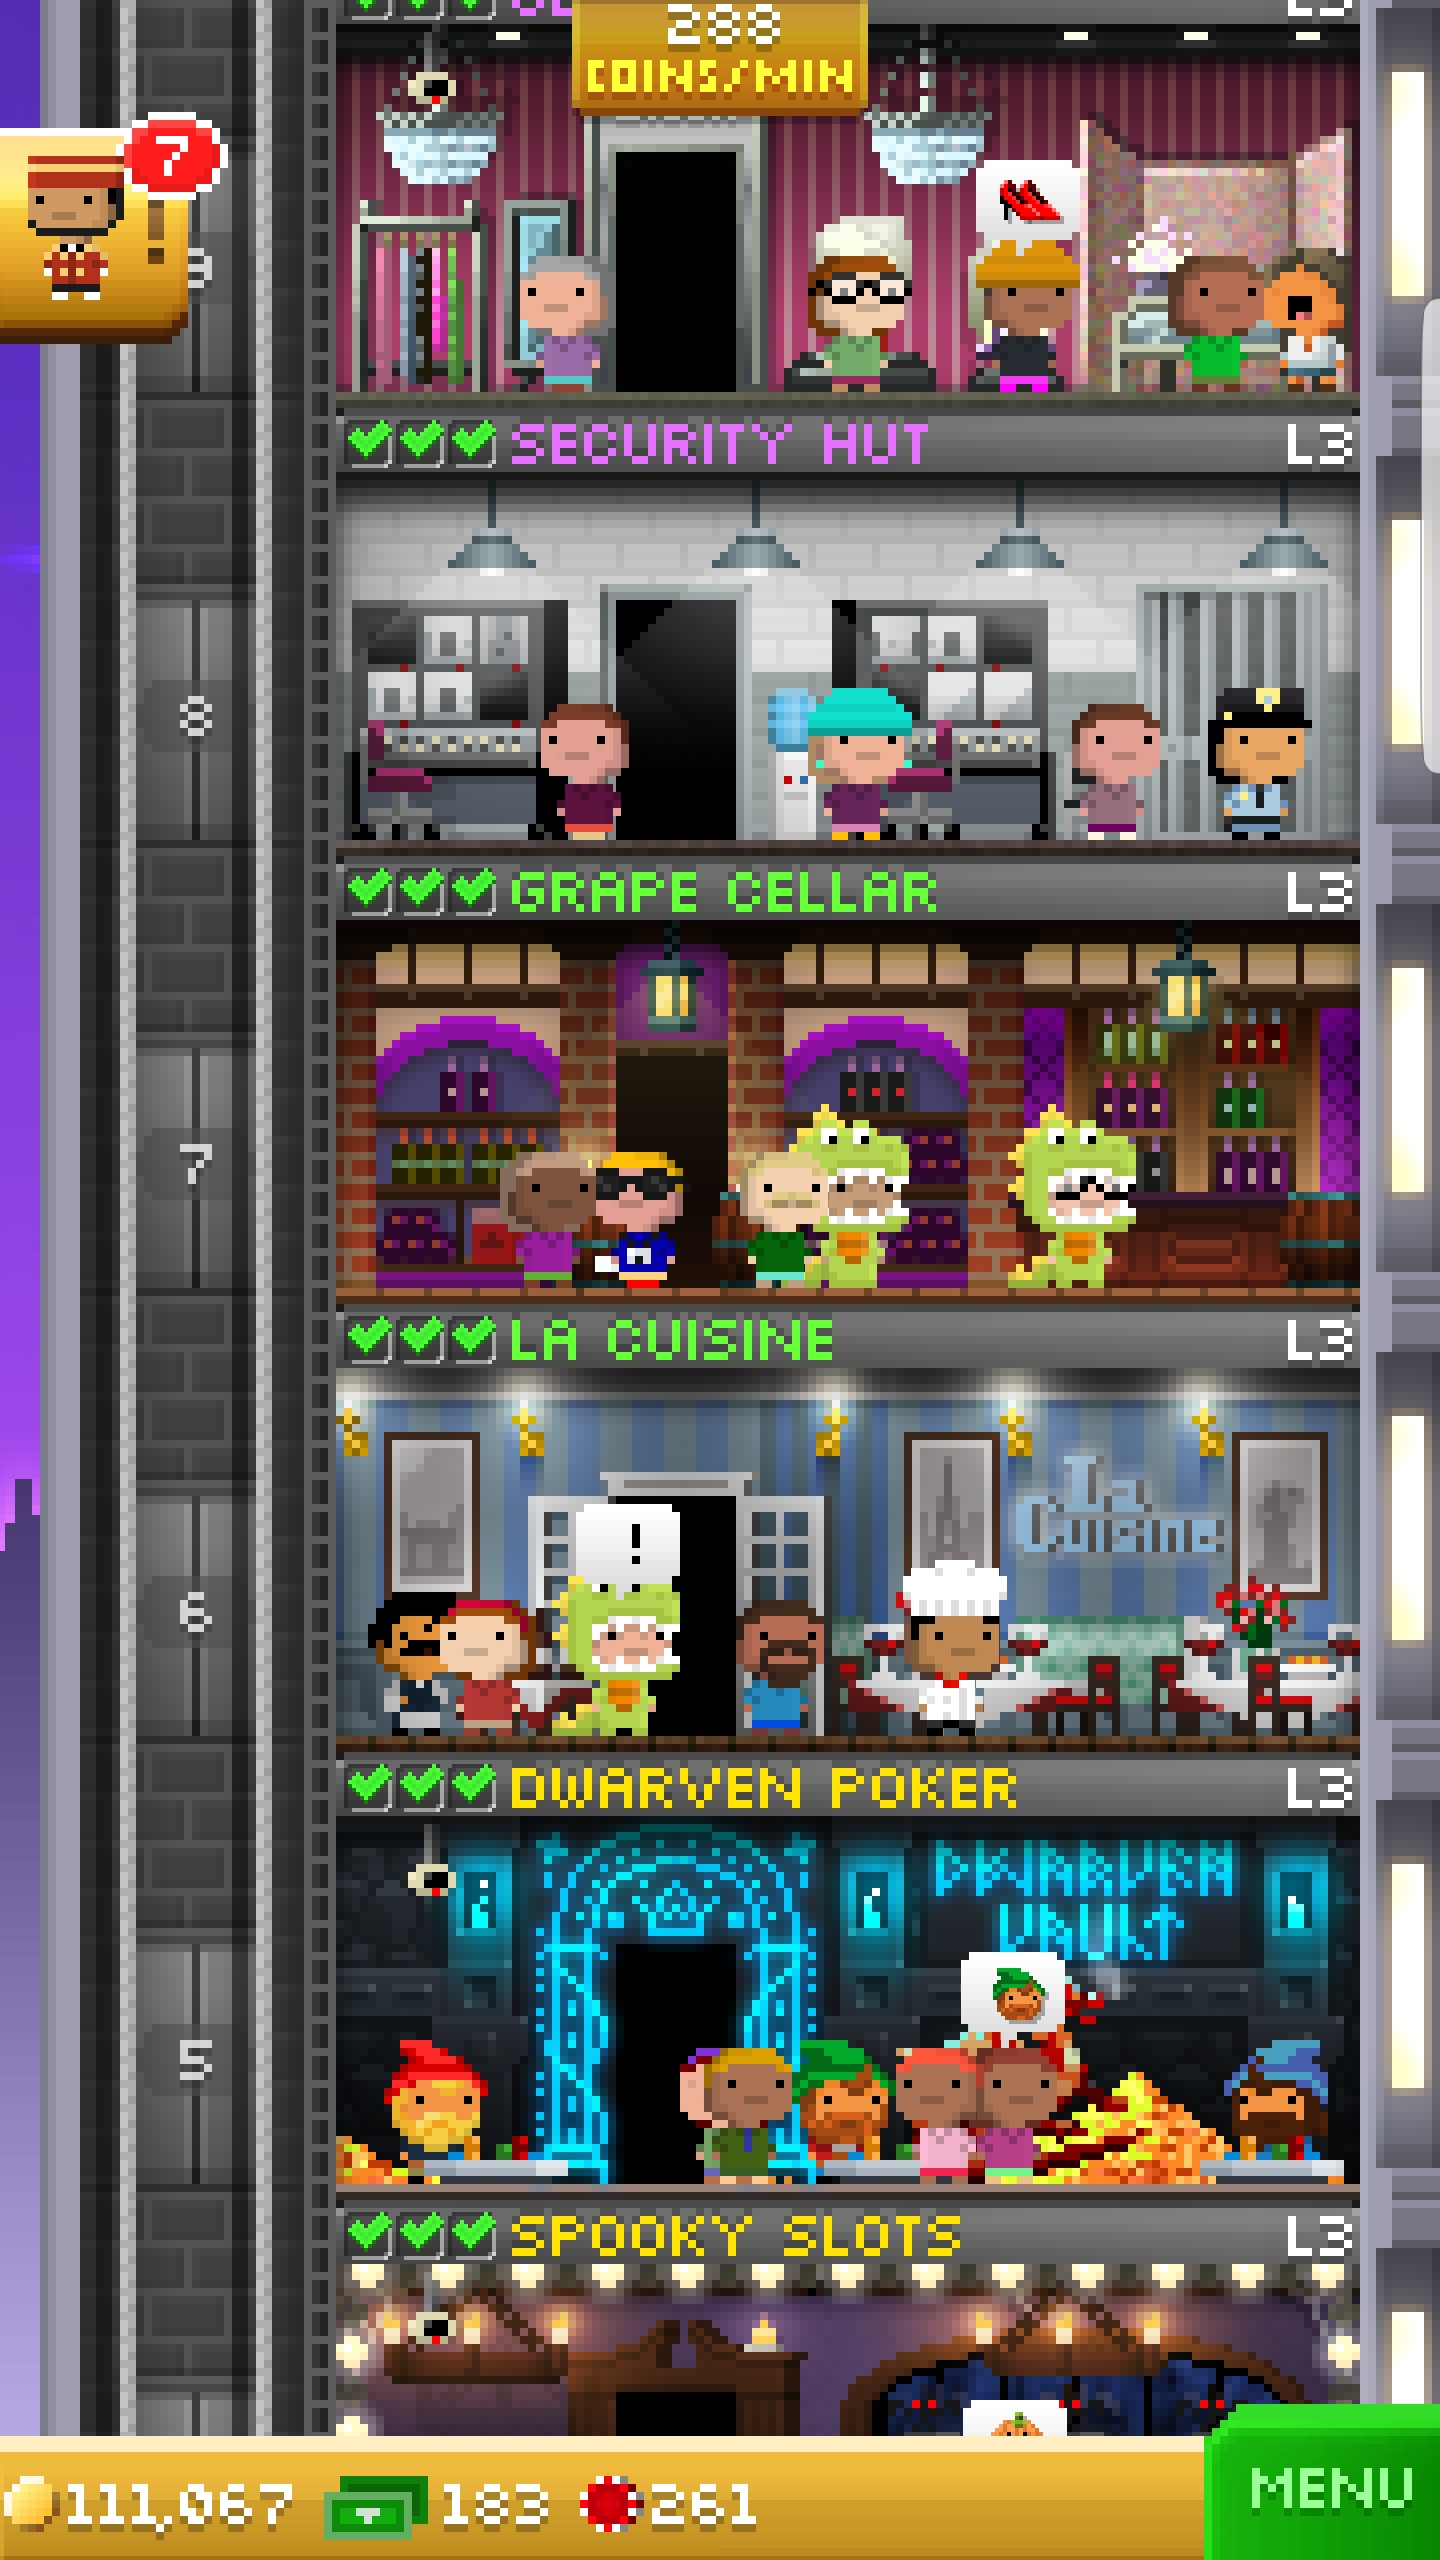 L3
288
COINS/MIN
7
9
SECURITY HUT L3
8
GRAPE CELLAR L3
7
LA CUISINE L3
La
Cuisine
!
6
DWARVEN POKER L3
DWARVEN
VAULT
5
SPOOKY SLOTS L3
111,067 183 261
MENU